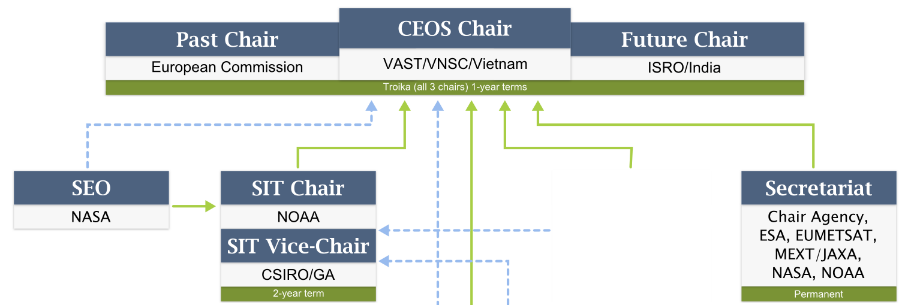 Past Chair
European Commission
CEOS Chair
VAST/VNSC/Vietnam
Future Chair
ISRO/India
Troika (all 3 chairs) 1-year terms
SEO
NASA
SIT Chair
NOAA
SIT Vice-Chair
CSIRO/GA
2-year term
Secretariat
Chair Agency,
ESA, EUMETSAT,
MEXT/JAXA,
NASA, NOAA
Permanent